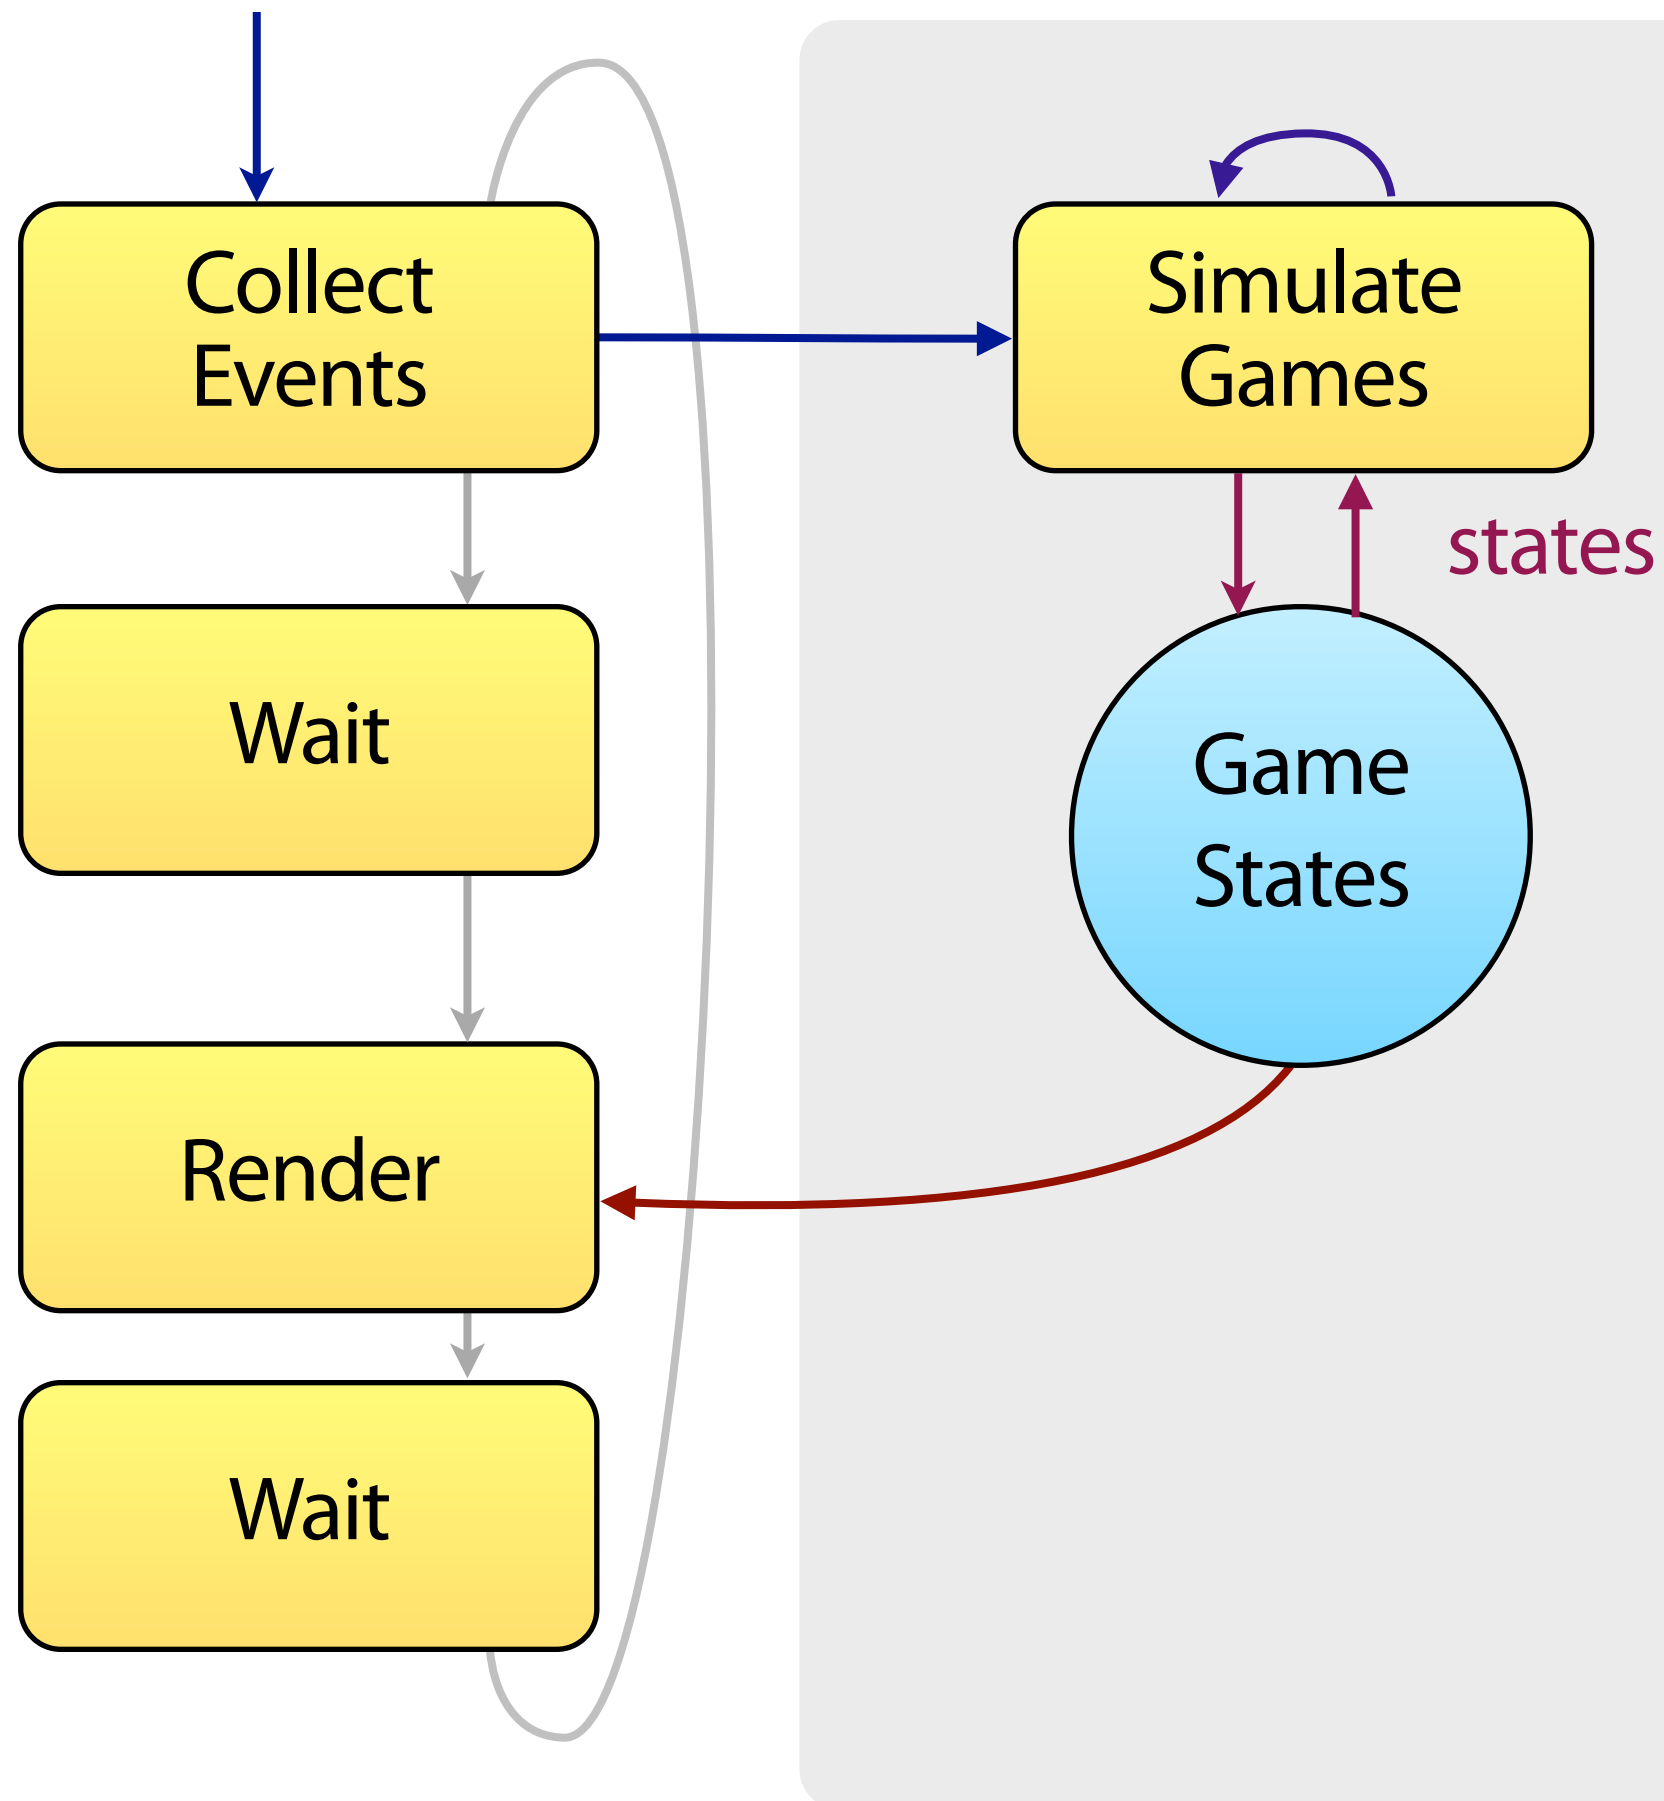 Collect
Events
Wait
Render
Wait
Simulate
Games
states
Game
States